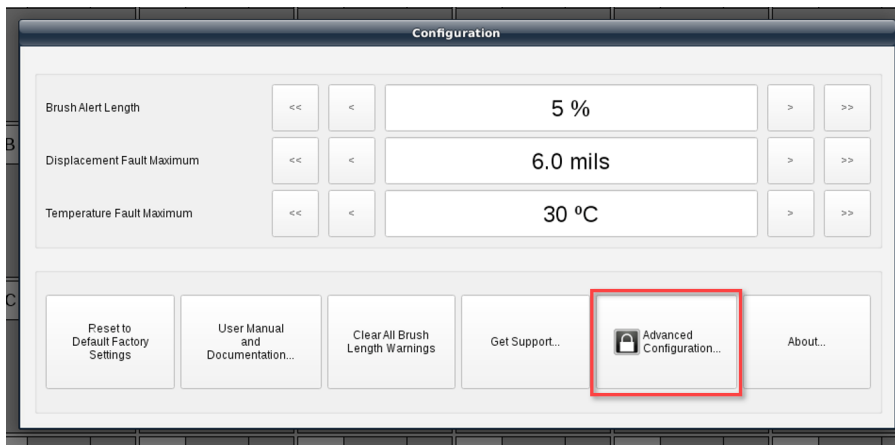 Configuration
B
Brush Alert Length << < 5 % > >>
Displacement Fault Maximum << < 6.0 mils > >>
Temperature Fault Maximum << < 30 ºC > >>
C
Reset to
Default Factory
Settings
User Manual
and
Documentation...
Clear All Brush
Length Warnings
Get Support...
Advanced
Configuration...
About...